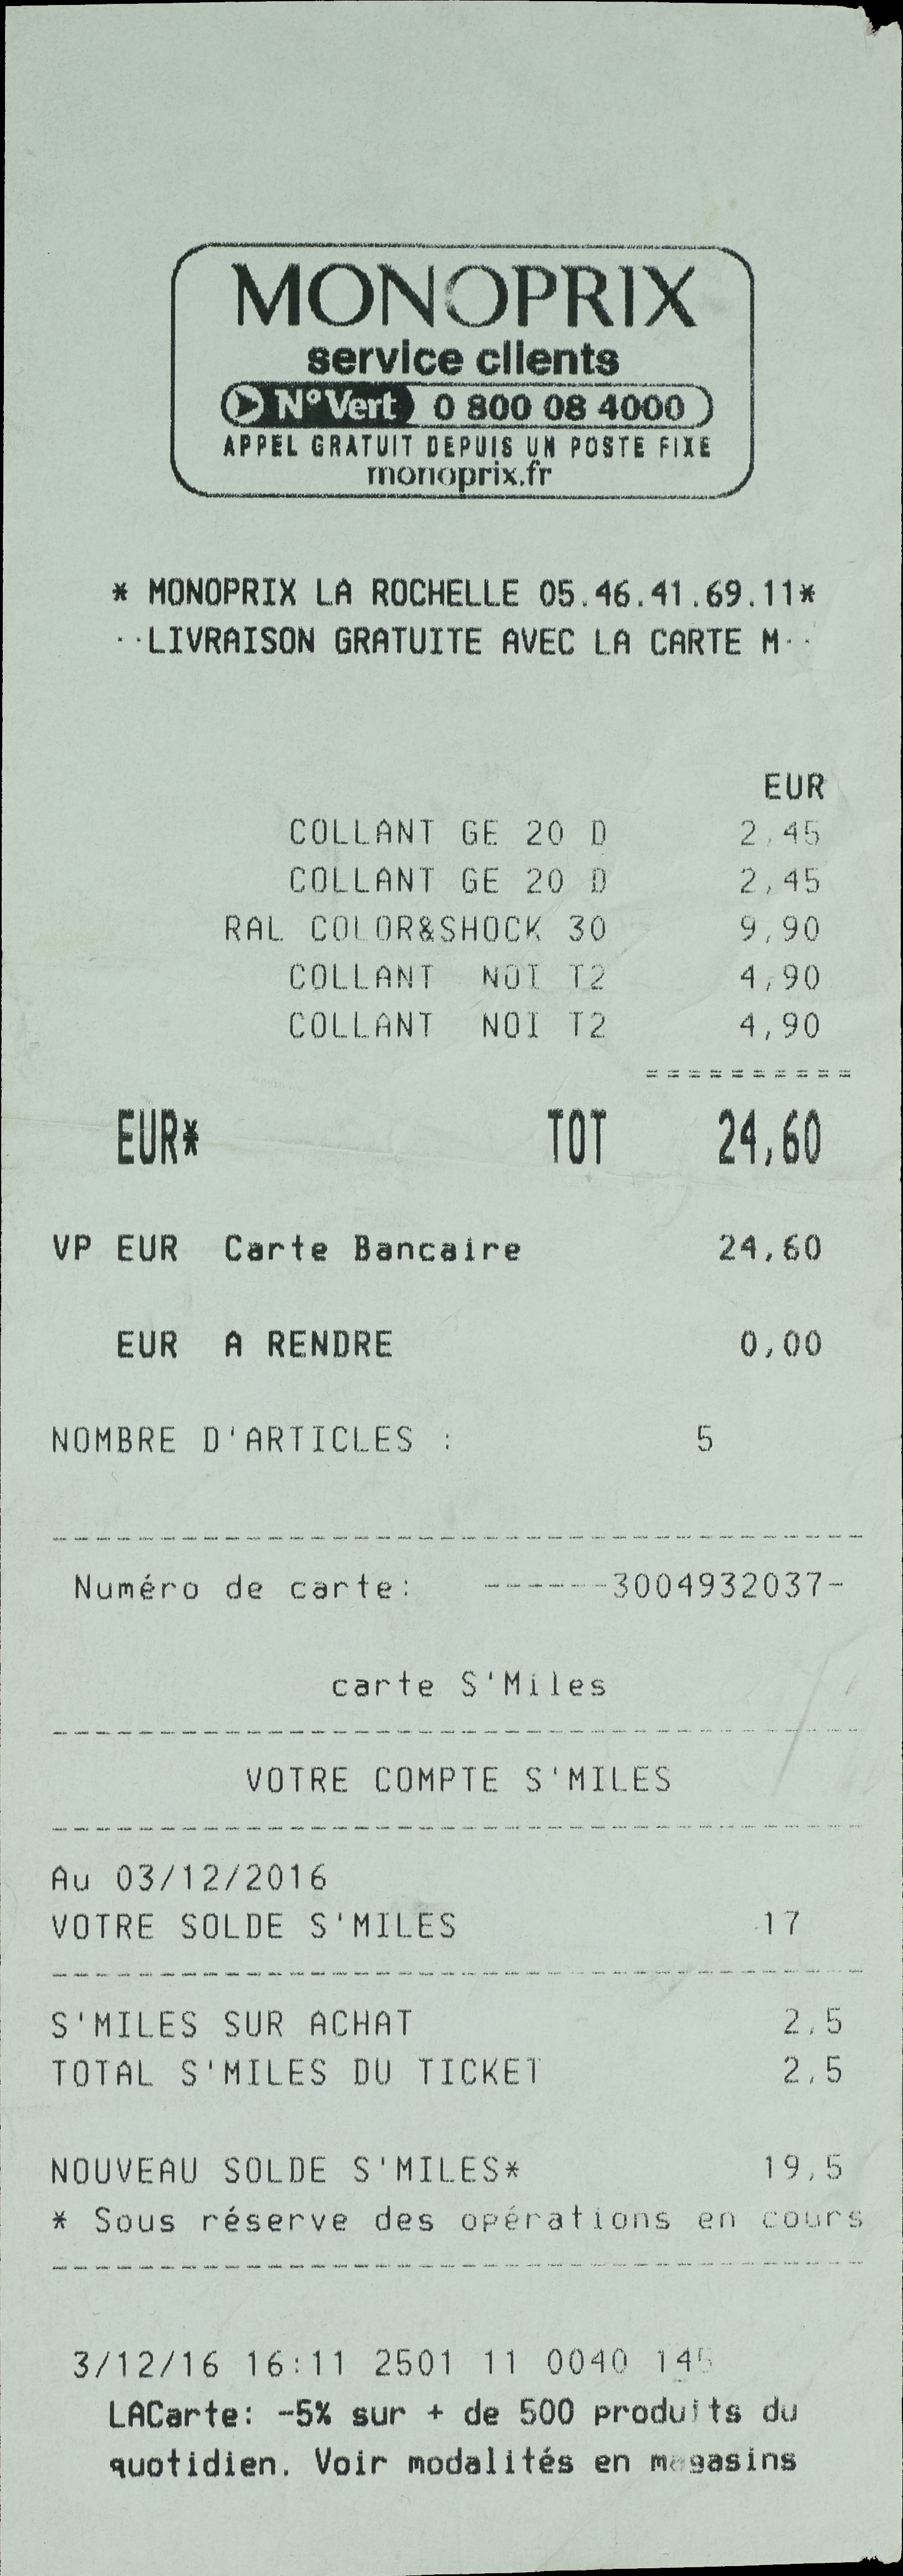 MONOPRIX
service clients
N°Vert 0 800 08 4000
APPEL GRATUIT DEPUIS UN POSTE FIXE
monoprix.fr
* MONOPRIX LA ROCHELLE 05.46.41.69.11*
··LIVRAISON GRATUITE AVEC LA CARTE M··
EUR
COLLANT GE 20 D 2,45
COLLANT GE 20 D 2,45
RAL COLOR&SHOCK 30 9,90
COLLANT NOI T2 4,90
COLLANT NOI T2 4,90
==========
EUR* TOT 24,60
VP EUR Carte Bancaire 24,60
EUR A RENDRE 0,00
NOMBRE D'ARTICLES : 5
--------------------------------------
Numéro de carte: ------3004932037-
carte S'Miles
--------------------------------------
VOTRE COMPTE S'MILES
--------------------------------------
Au 03/12/2016
VOTRE SOLDE S'MILES 17
--------------------------------------
S'MILES SUR ACHAT 2,5
TOTAL S'MILES DU TICKET 2,5
NOUVEAU SOLDE S'MILES* 19,5
* Sous réserve des opérations en cours
--------------------------------------
3/12/16 16:11 2501 11 0040 145
LACarte: -5% sur + de 500 produits du
quotidien. Voir modalités en magasins